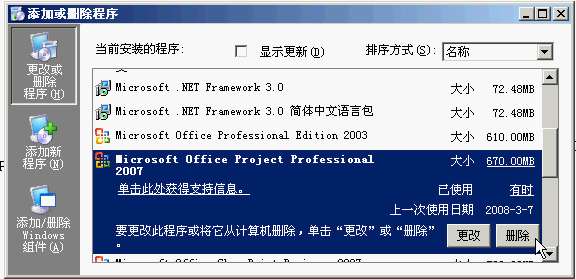 添加或删除程序
更改或
删除
程序(H)
添加新
程序(N)
添加/删除
Windows
组件(A)
当前安装的程序:
显示更新(D)
排序方式(S):
名称
Microsoft .NET Framework 3.0
大小
72.48MB
Microsoft .NET Framework 3.0 简体中文语言包
大小
72.48MB
Microsoft Office Professional Edition 2003
大小
610.00MB
Microsoft Office Project Professional
2007
大小
670.00MB
单击此处获得支持信息。
已使用
有时
上一次使用日期
2008-3-7
要更改此程序或将它从计算机删除，单击“更改”或“删除”
。
更改
删除